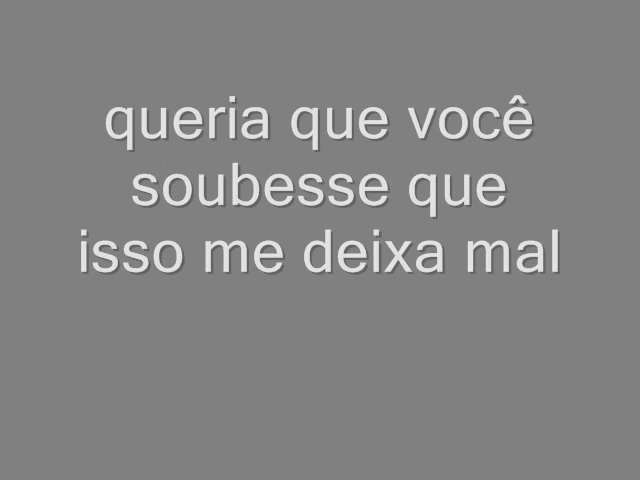 queria que você
soubesse que
isso me deixa mal